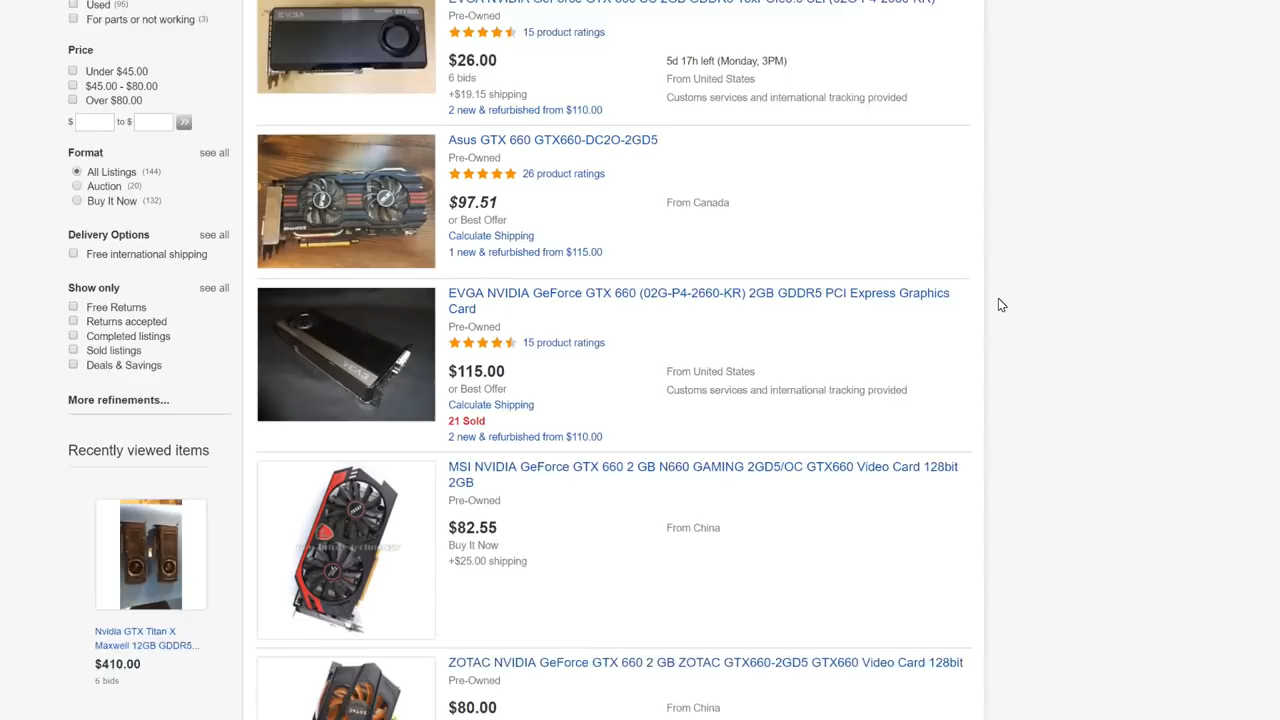 Used (95)
For parts or not working (3)
Price
Under $45.00
$45.00 - $80.00
Over $80.00
$ to $ >>
Format see all
All Listings (144)
Auction (20)
Buy It Now (132)
Delivery Options see all
Free international shipping
Show only see all
Free Returns
Returns accepted
Completed listings
Sold listings
Deals & Savings
More refinements...
Recently viewed items
Nvidia GTX Titan X
Maxwell 12GB GDDR5...
$410.00
6 bids
Pre-Owned
15 product ratings
$26.00
6 bids
+$19.15 shipping
2 new & refurbished from $110.00
5d 17h left (Monday, 3PM)
From United States
Customs services and international tracking provided
Asus GTX 660 GTX660-DC2O-2GD5
Pre-Owned
26 product ratings
$97.51
or Best Offer
Calculate Shipping
1 new & refurbished from $115.00
From Canada
EVGA NVIDIA GeForce GTX 660 (02G-P4-2660-KR) 2GB GDDR5 PCI Express Graphics
Card
Pre-Owned
15 product ratings
$115.00
or Best Offer
Calculate Shipping
21 Sold
2 new & refurbished from $110.00
From United States
Customs services and international tracking provided
MSI NVIDIA GeForce GTX 660 2 GB N660 GAMING 2GD5/OC GTX660 Video Card 128bit
2GB
Pre-Owned
$82.55
Buy It Now
+$25.00 shipping
From China
ZOTAC NVIDIA GeForce GTX 660 2 GB ZOTAC GTX660-2GD5 GTX660 Video Card 128bit
Pre-Owned
$80.00
From China